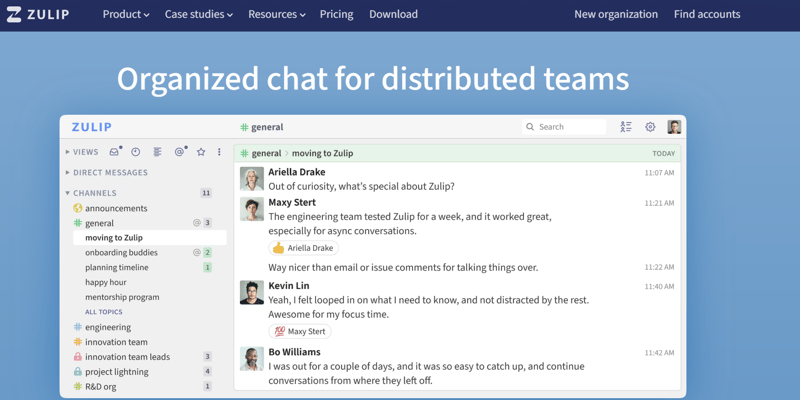 ZULIP
Product
Case studies
Resources
Pricing
Download
New organization
Find accounts
Organized chat for distributed teams
ZULIP
# general
Search
VIEWS
@
DIRECT MESSAGES
CHANNELS 11
announcements
# general @ 3
moving to Zulip
onboarding buddies @ 2
planning timeline 1
happy hour
mentorship program
ALL TOPICS
# engineering
# innovation team
innovation team leads 3
project lightning 4
# R&D org 1
# general > moving to Zulip TODAY
Ariella Drake 11:07 AM
Out of curiosity, what's special about Zulip?
Maxy Stert 11:21 AM
The engineering team tested Zulip for a week, and it worked great,
especially for async conversations.
👍 Ariella Drake
Way nicer than email or issue comments for talking things over. 11:22 AM
Kevin Lin 11:40 AM
Yeah, I felt looped in on what I need to know, and not distracted by the rest.
Awesome for my focus time.
💯 Maxy Stert
Bo Williams 11:42 AM
I was out for a couple of days, and it was so easy to catch up, and continue
conversations from where they left off.